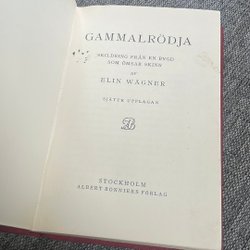 GAMMALRÖDJA
SKILDRING FRÅN EN BYGD
SOM ÖMSAR SKINN
AV
ELIN WÄGNER
SJÄTTE UPPLAGAN
STOCKHOLM
ALBERT BONNIERS FÖRLAG